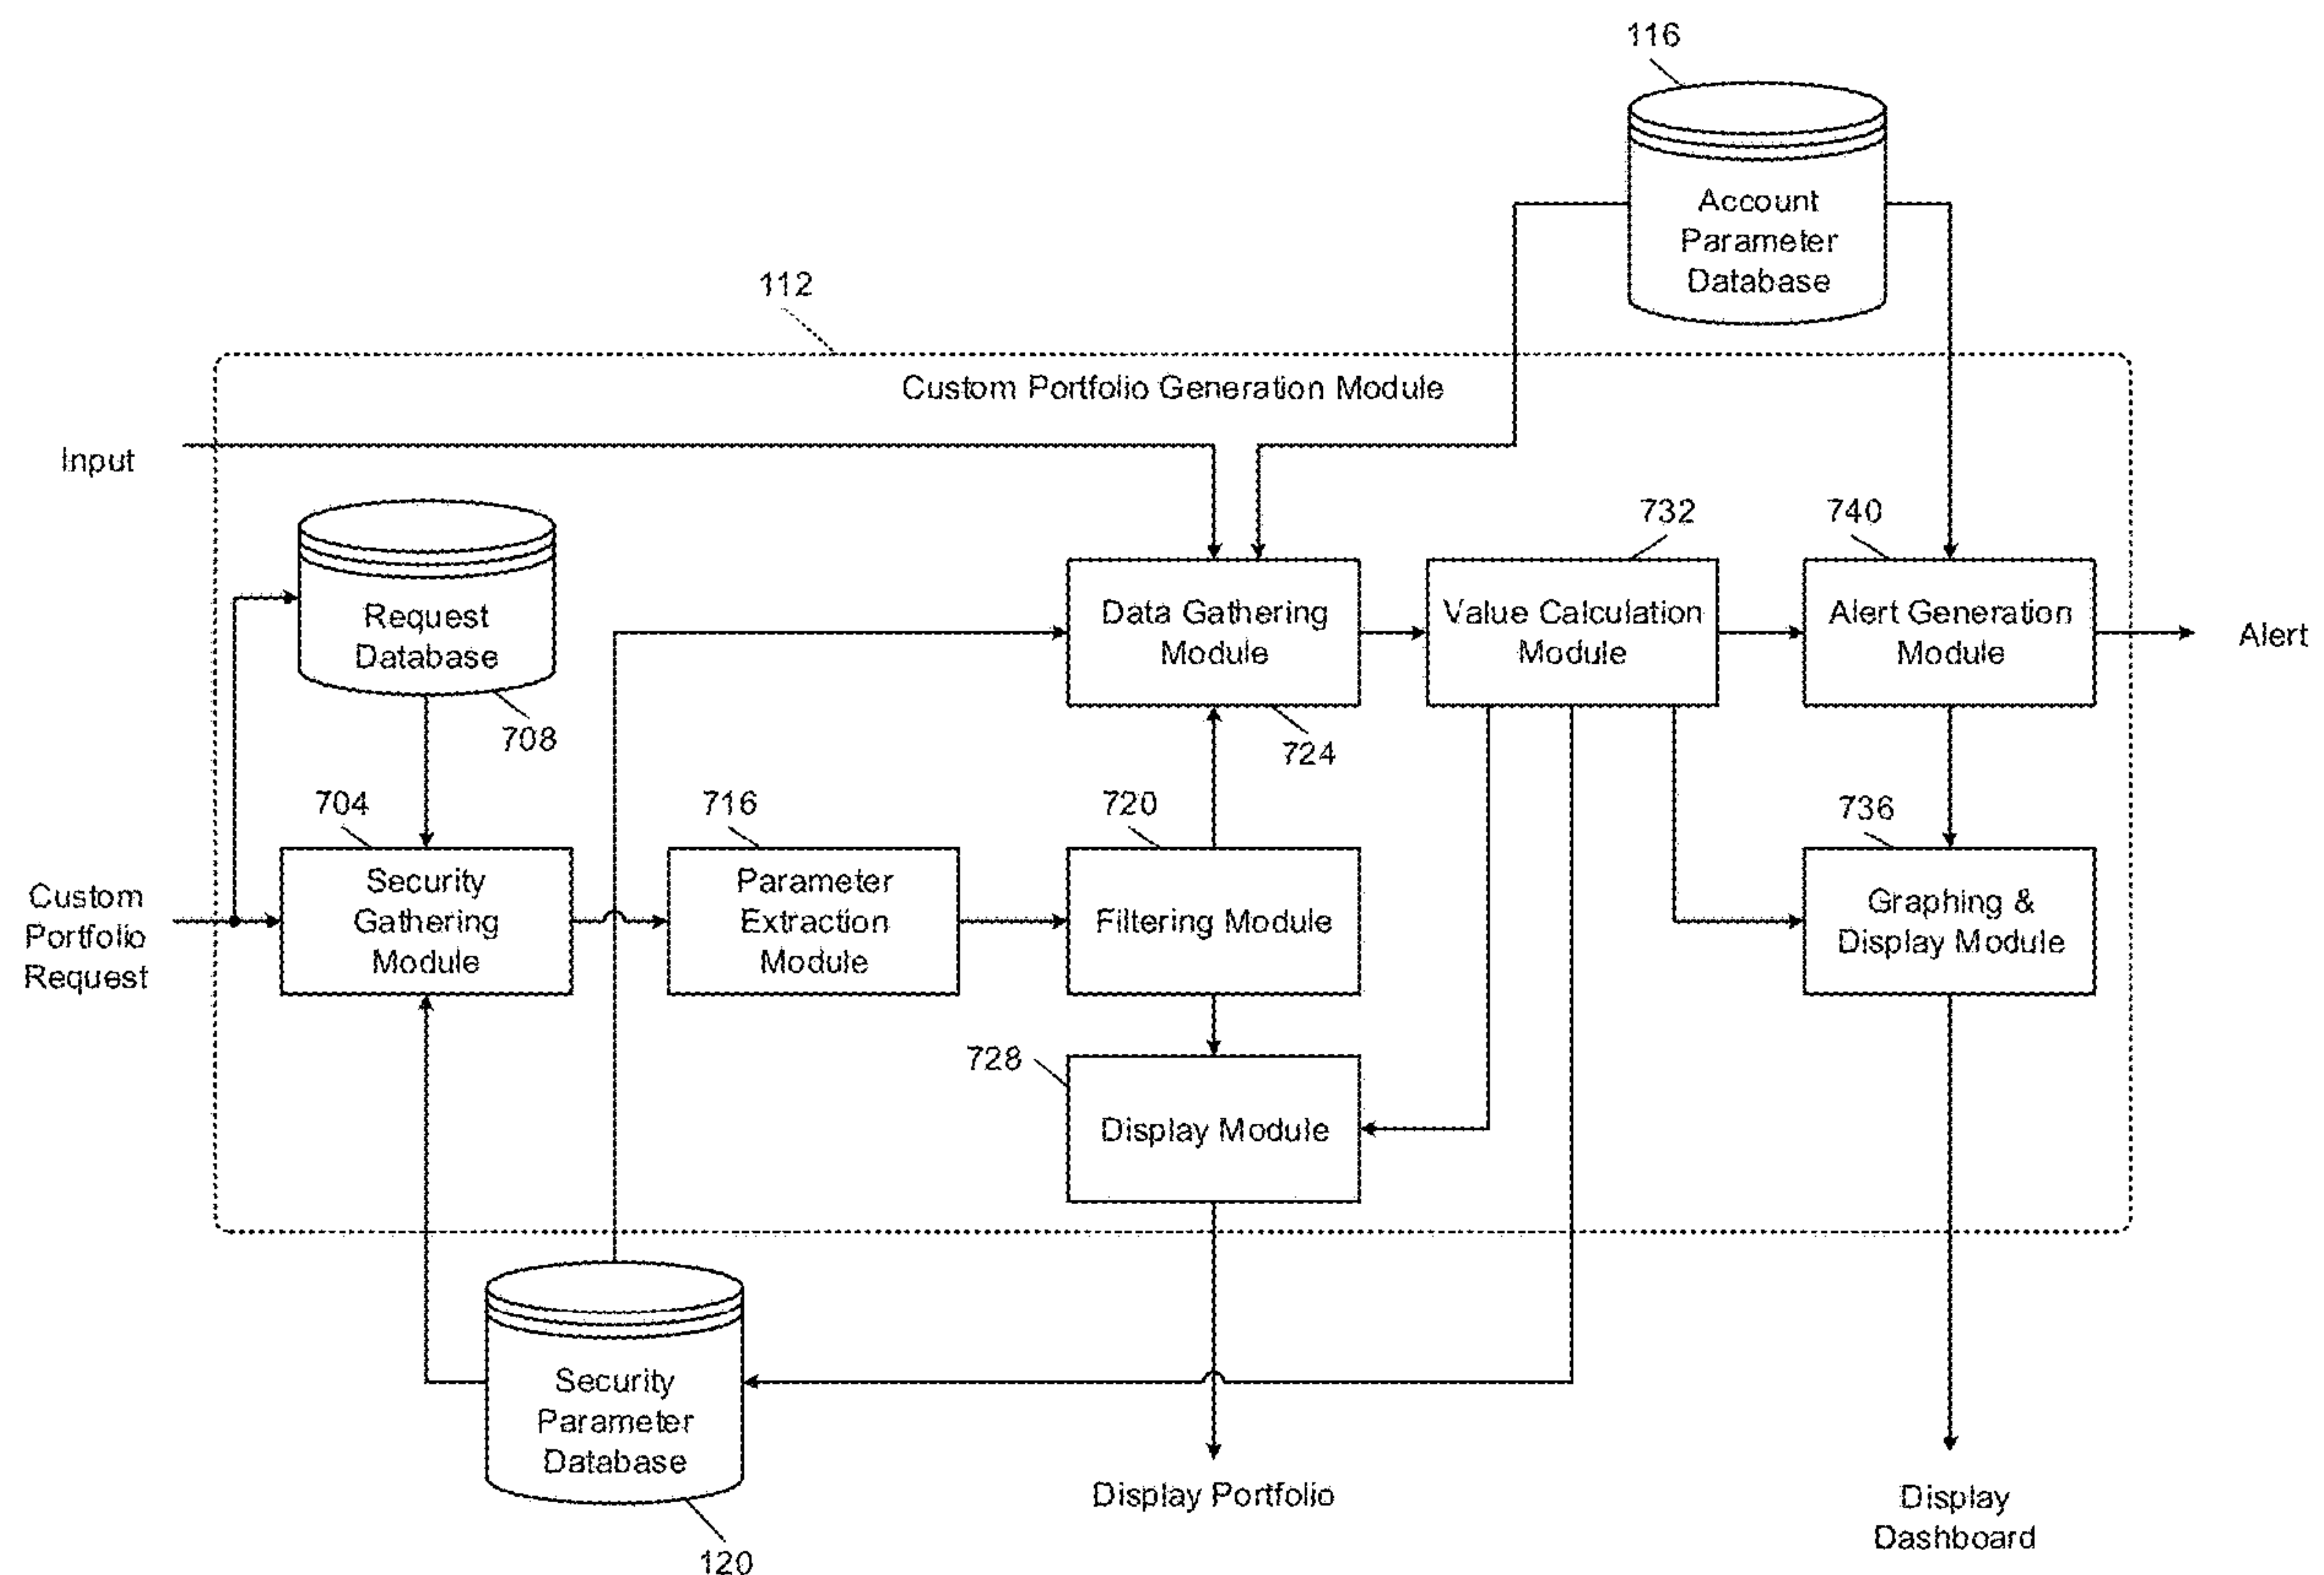 116
Account
Parameter
Database
112
Custom Portfolio Generation Module
Input
732
740
Request
Database
Data Gathering
Module
Value Calculation
Module
Alert Generation
Module
Alert
708
724
704
716
720
736
Custom
Portfolio
Request
Security
Gathering
Module
Parameter
Extraction
Module
Filtering Module
Graphing &
Display Module
728
Display Module
Security
Parameter
Database
Display Portfolio
Display
Dashboard
120